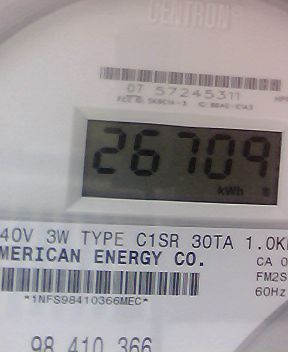 CENTRON®
07 57245311
26709
kWh
40V 3W TYPE C1SR 30TA 1.0K
MERICAN ENERGY CO.
CA 0
FM2S
60Hz
*1NFS98410366MEC*
98 410 366